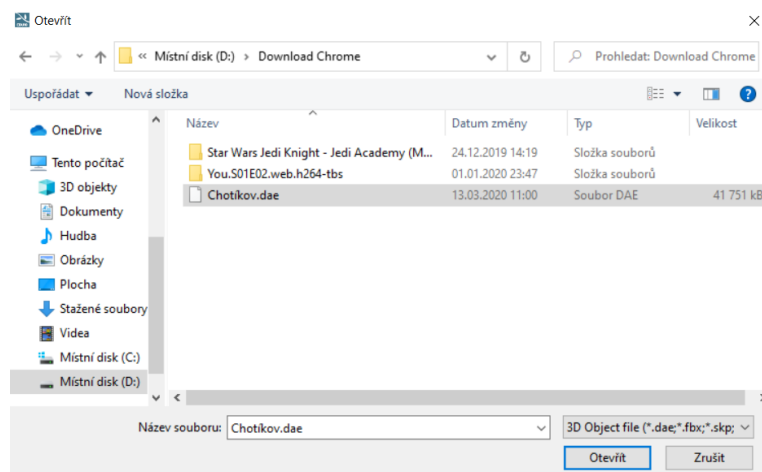 Otevřít
« Místní disk (D:) > Download Chrome
Prohledat: Download Chrome
Uspořádat
Nová složka
?
OneDrive
Tento počítač
3D objekty
Dokumenty
Hudba
Obrázky
Plocha
Stažené soubory
Videa
Místní disk (C:)
Místní disk (D:)
Název Datum změny Typ Velikost
Star Wars Jedi Knight - Jedi Academy (M... 24.12.2019 14:19 Složka souborů
You.S01E02.web.h264-tbs 01.01.2020 23:47 Složka souborů
Chotíkov.dae 13.03.2020 11:00 Soubor DAE 41 751 kB
Název souboru: Chotíkov.dae 3D Object file (*.dae;*.fbx;*.skp;
Otevřít Zrušit